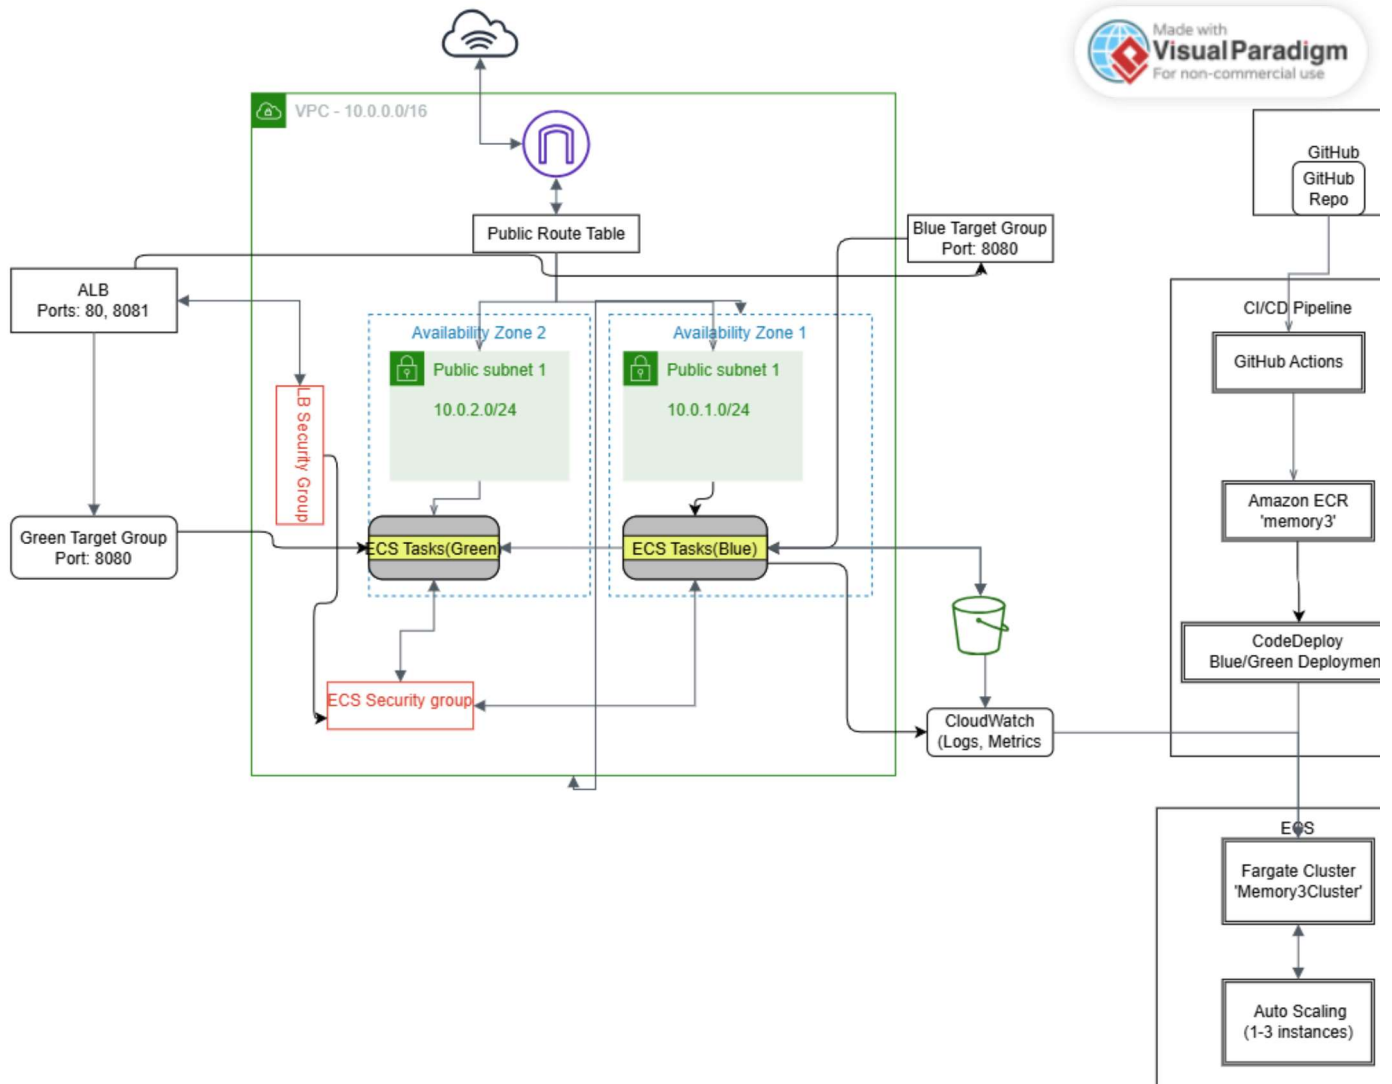 Made with
Visual Paradigm
For non-commercial use
VPC - 10.0.0.0/16
Public Route Table
Blue Target Group
Port: 8080
ALB
Ports: 80, 8081
Availability Zone 2
Availability Zone 1
Public subnet 1
10.0.2.0/24
Public subnet 1
10.0.1.0/24
LB Security Group
Green Target Group
Port: 8080
ECS Tasks(Green)
ECS Tasks(Blue)
ECS Security group
CloudWatch
(Logs, Metrics
GitHub
GitHub
Repo
CI/CD Pipeline
GitHub Actions
Amazon ECR
'memory3'
CodeDeploy
Blue/Green Deploymen
ECS
Fargate Cluster
'Memory3Cluster'
Auto Scaling
(1-3 instances)